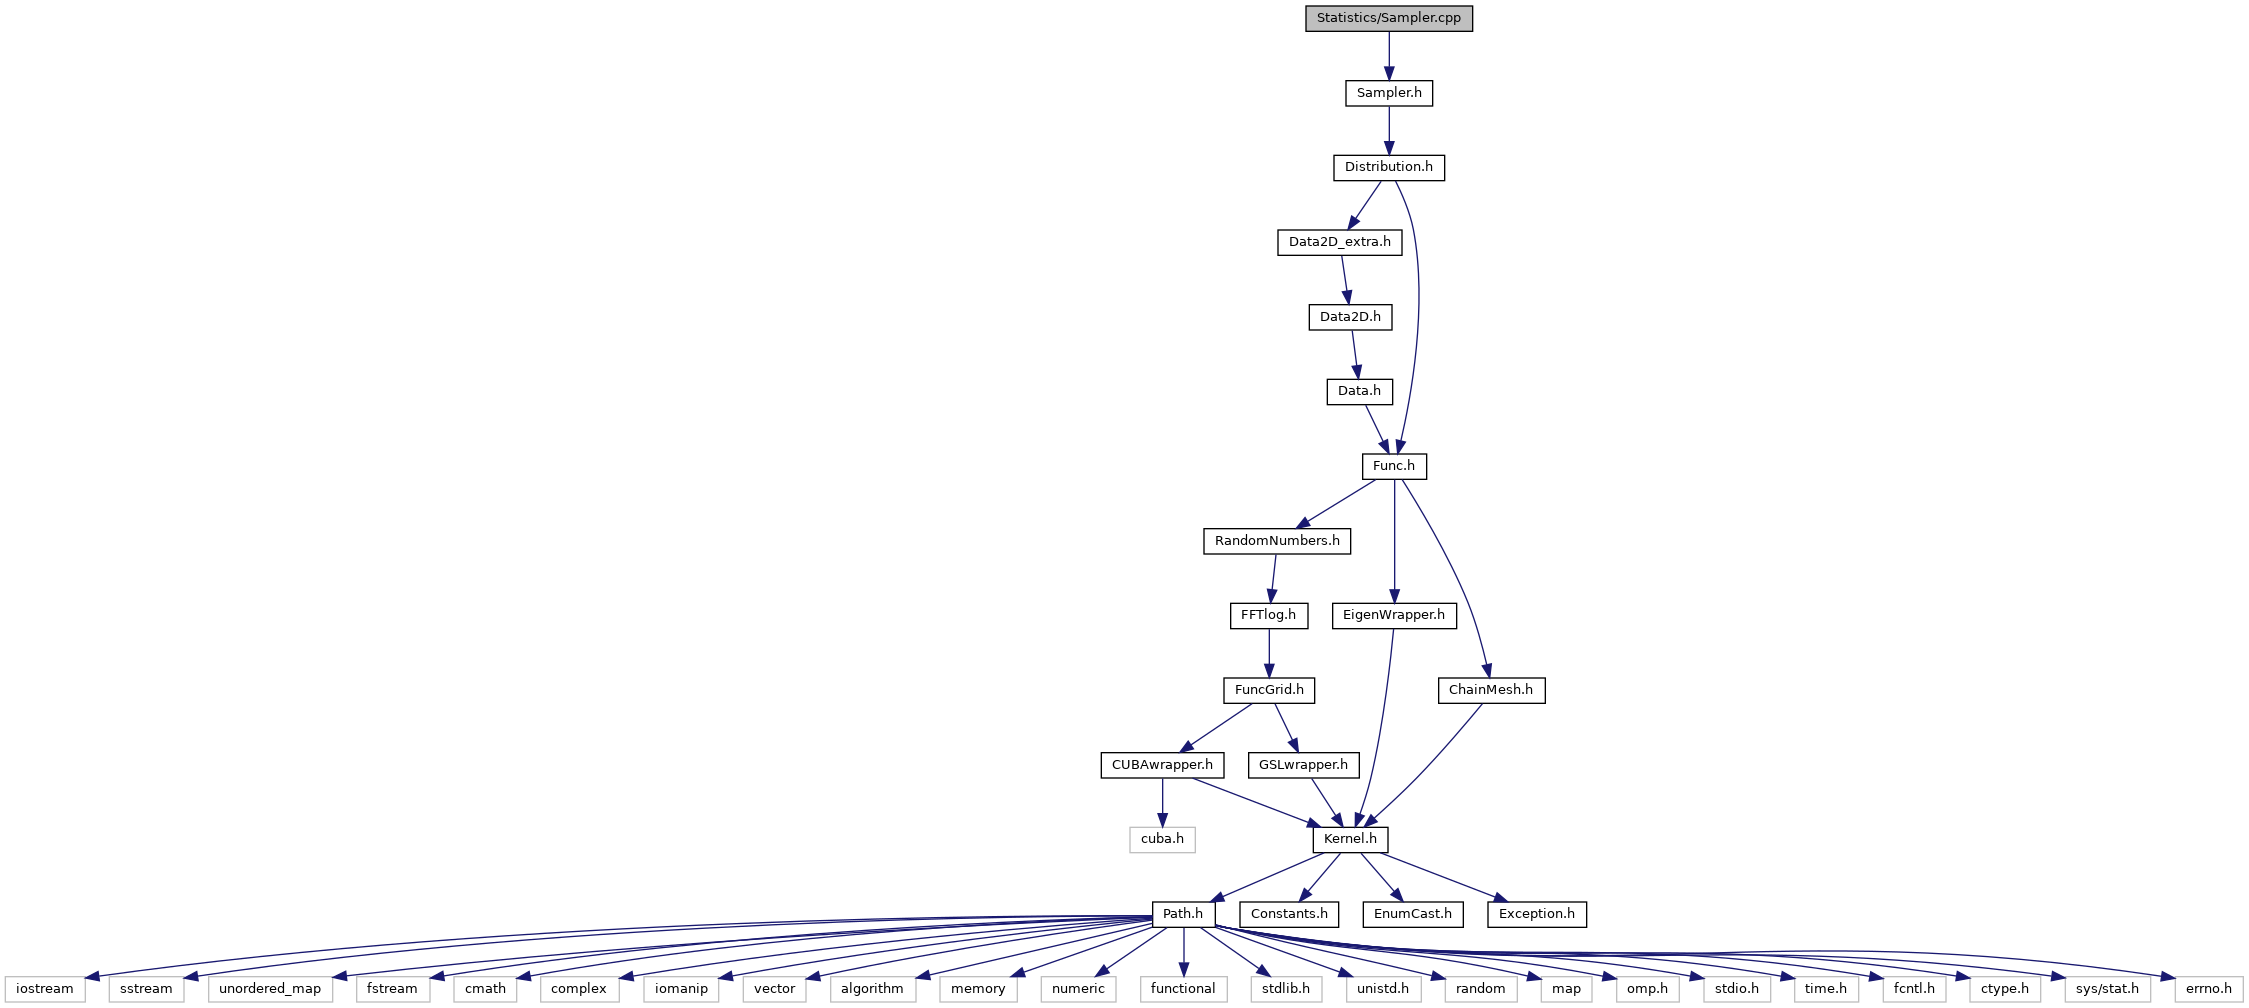 Statistics/Sampler.cpp
Sampler.h
Distribution.h
Data2D_extra.h
Data2D.h
Data.h
Func.h
RandomNumbers.h
FFTlog.h
EigenWrapper.h
FuncGrid.h
ChainMesh.h
CUBAwrapper.h
GSLwrapper.h
cuba.h
Kernel.h
Path.h
Constants.h
EnumCast.h
Exception.h
iostream
sstream
unordered_map
fstream
cmath
complex
iomanip
vector
algorithm
memory
numeric
functional
stdlib.h
unistd.h
random
map
omp.h
stdio.h
time.h
fcntl.h
ctype.h
sys/stat.h
errno.h